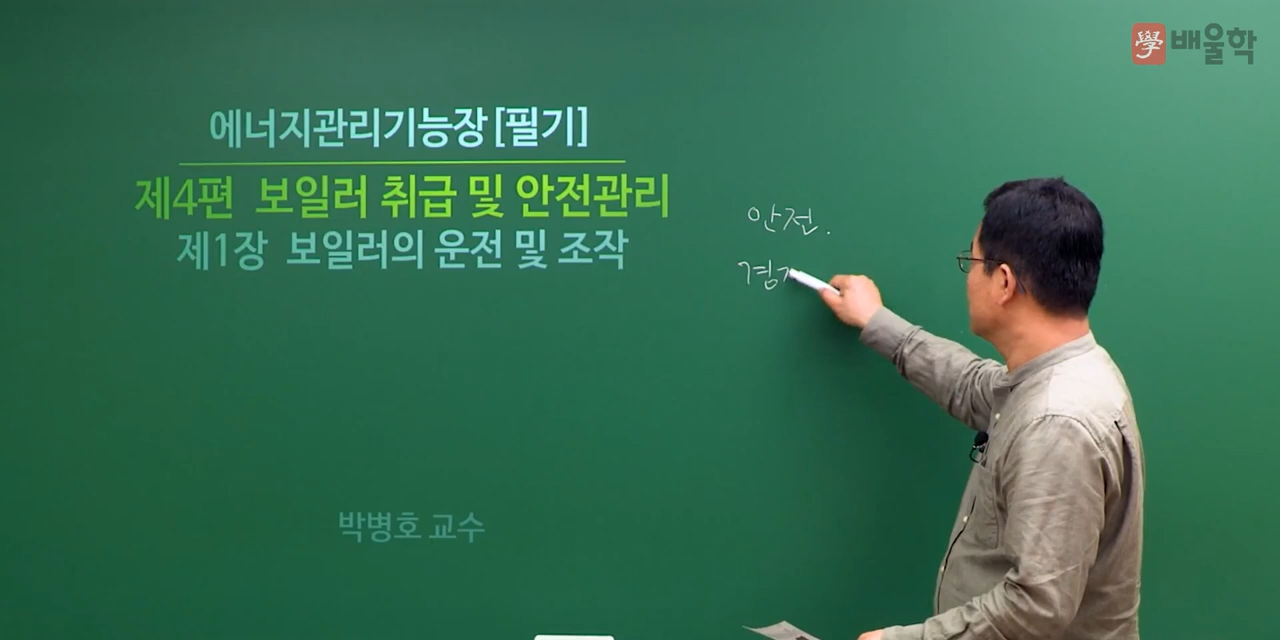 學 배울학
에너지관리기능장 [필기]
제4편 보일러 취급 및 안전관리
제1장 보일러의 운전 및 조작
안전.
박병호 교수